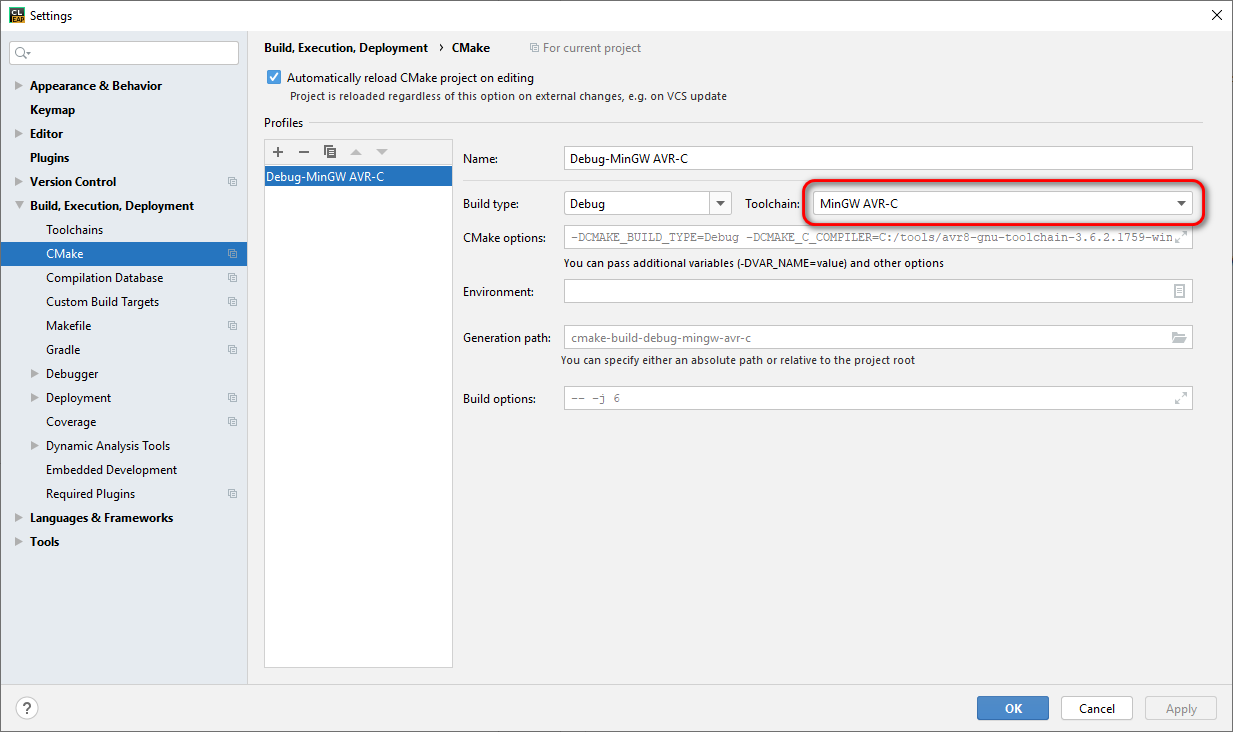 CL
EAP
Settings
Appearance & Behavior
Keymap
Editor
Plugins
Version Control
Build, Execution, Deployment
Toolchains
CMake
Compilation Database
Custom Build Targets
Makefile
Gradle
Debugger
Deployment
Coverage
Dynamic Analysis Tools
Embedded Development
Required Plugins
Languages & Frameworks
Tools
Build, Execution, Deployment › CMake For current project
Automatically reload CMake project on editing
Project is reloaded regardless of this option on external changes, e.g. on VCS update
Profiles
Debug-MinGW AVR-C
Name: Debug-MinGW AVR-C
Build type: Debug Toolchain: MinGW AVR-C
CMake options: -DCMAKE_BUILD_TYPE=Debug -DCMAKE_C_COMPILER=C:/tools/avr8-gnu-toolchain-3.6.2.1759-win
You can pass additional variables (-DVAR_NAME=value) and other options
Environment:
Generation path: cmake-build-debug-mingw-avr-c
You can specify either an absolute path or relative to the project root
Build options: -- -j 6
?
OK Cancel Apply